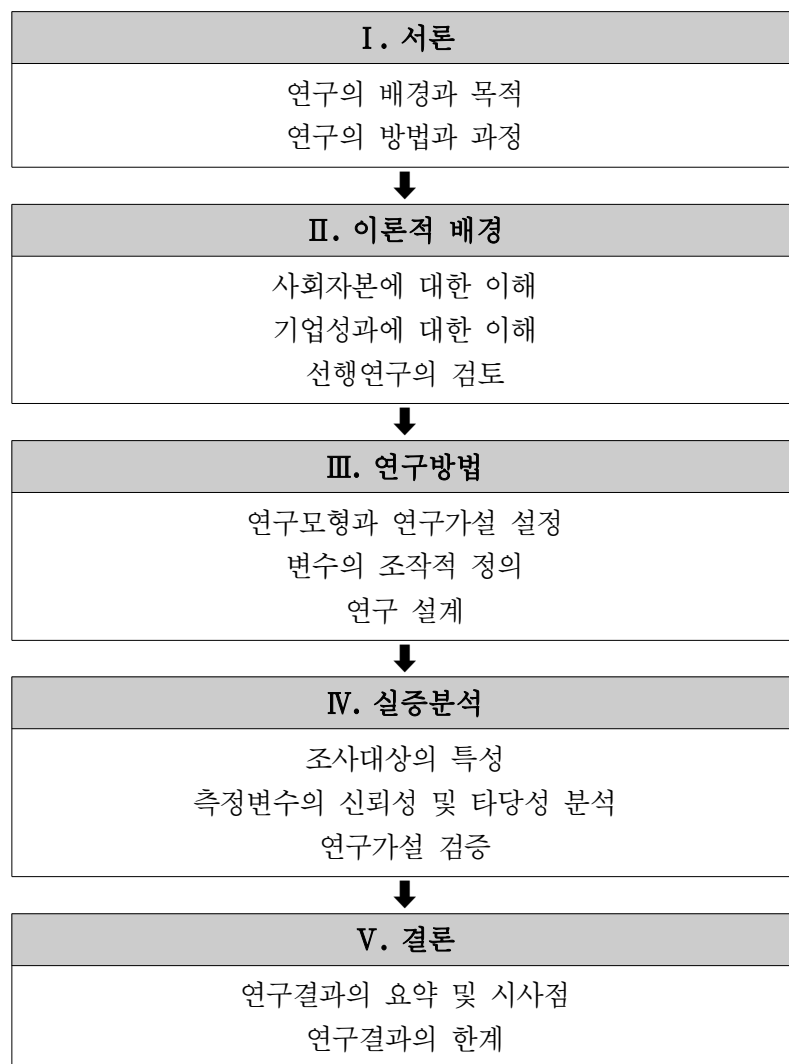 Ⅰ. 서론
연구의 배경과 목적
연구의 방법과 과정
Ⅱ. 이론적 배경
사회자본에 대한 이해
기업성과에 대한 이해
선행연구의 검토
Ⅲ. 연구방법
연구모형과 연구가설 설정
변수의 조작적 정의
연구 설계
Ⅳ. 실증분석
조사대상의 특성
측정변수의 신뢰성 및 타당성 분석
연구가설 검증
Ⅴ. 결론
연구결과의 요약 및 시사점
연구결과의 한계